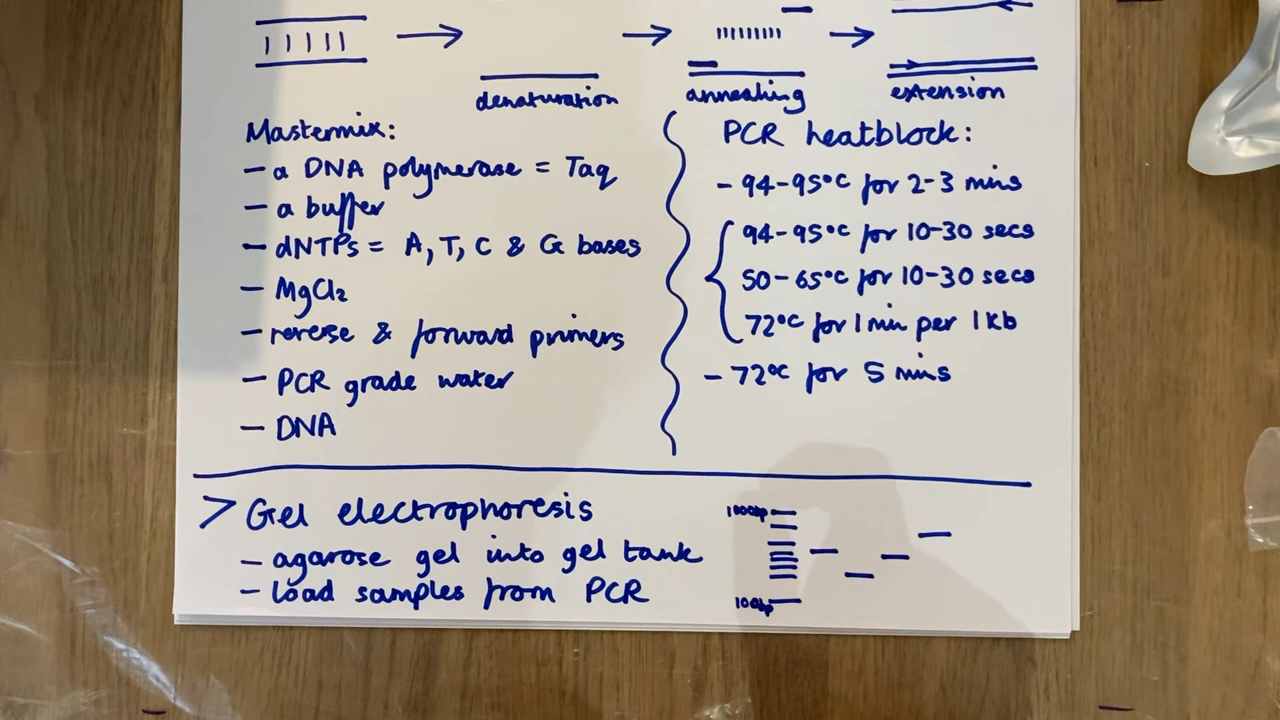 denaturation
annealing
extension
Mastermix:
- a DNA polymerase = Taq
- a buffer
- dNTPs = A, T, C & G bases
- MgCl2
- reverse & forward primers
- PCR grade water
- DNA
PCR heatblock:
- 94-95°C for 2-3 mins
94-95°C for 10-30 secs
50-65°C for 10-30 secs
72°C for 1 min per 1kb
- 72°C for 5 mins
> Gel electrophoresis
- agarose gel into gel tank
- load samples from PCR
1000bp
100bp